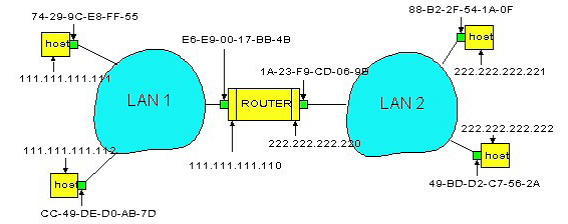 74-29-9C-E8-FF-55
88-B2-2F-54-1A-0F
host
E6-E9-00-17-BB-4B
host
1A-23-F9-CD-06-9B
111.111.111.111
222.222.222.221
LAN 1
ROUTER
LAN 2
111.111.111.112
222.222.222.220
222.222.222.222
111.111.111.110
host
host
CC-49-DE-D0-AB-7D
49-BD-D2-C7-56-2A